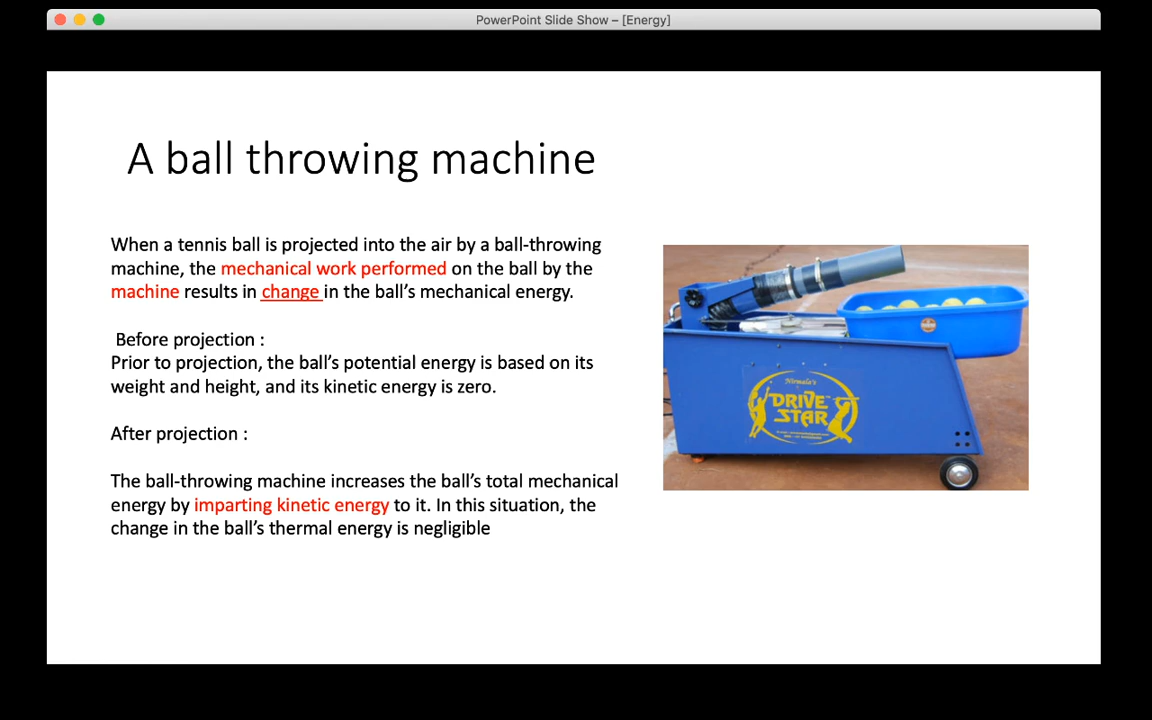 PowerPoint Slide Show – [Energy]
A ball throwing machine
When a tennis ball is projected into the air by a ball-throwing
machine, the mechanical work performed on the ball by the
machine results in change in the ball’s mechanical energy.
Before projection :
Prior to projection, the ball’s potential energy is based on its
weight and height, and its kinetic energy is zero.
After projection :
The ball-throwing machine increases the ball’s total mechanical
energy by imparting kinetic energy to it. In this situation, the
change in the ball’s thermal energy is negligible
Nirmala's
DRIVE
STAR